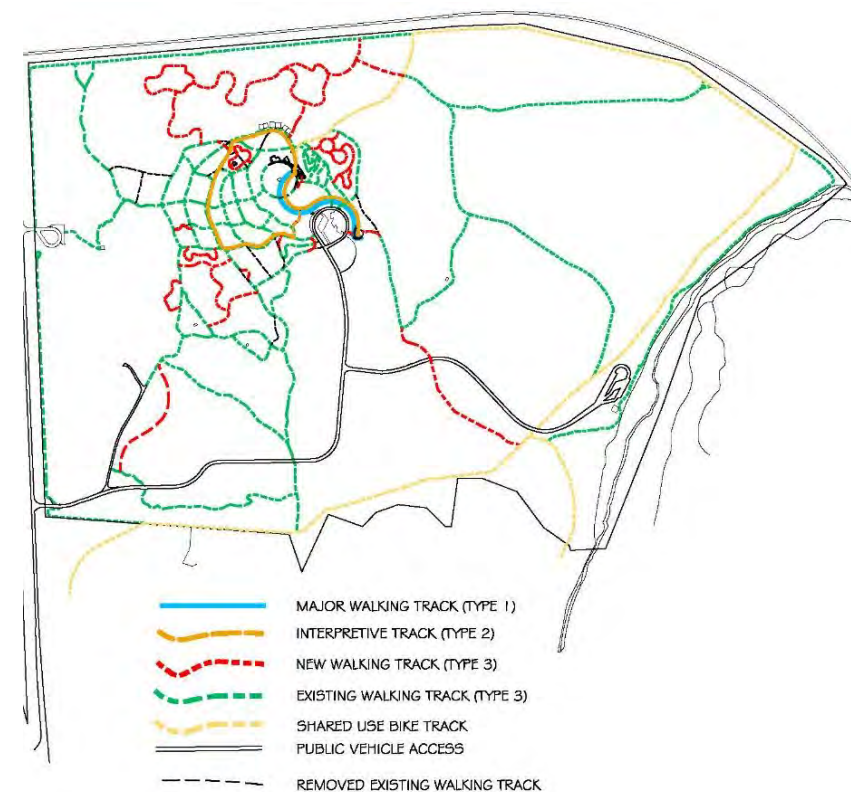 MAJOR WALKING TRACK (TYPE 1)
INTERPRETIVE TRACK (TYPE 2)
NEW WALKING TRACK (TYPE 3)
EXISTING WALKING TRACK (TYPE 3)
SHARED USE BIKE TRACK
PUBLIC VEHICLE ACCESS
REMOVED EXISTING WALKING TRACK